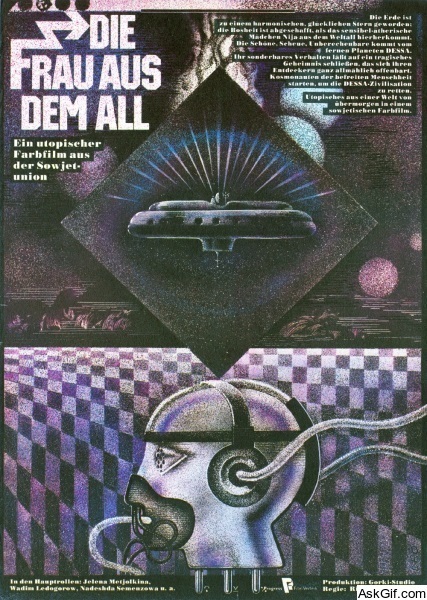 DIE
FRAU AUS
DEM ALL
Ein utopischer
Farbfilm aus
der Sowjet-
union
Die Erde ist
zu einem harmonischen, glücklichen Stern geworden:
die Bosheit ist abgeschafft, als das sensibel-ätherische
Mädchen Nija aus dem Weltall hierherkommt.
Die Schöne, Scheue, Unberechenbare kommt vom
fernen Planeten DESSA.
Ihr sonderbares Verhalten läßt auf ein tragisches
Geheimnis schließen, das sich ihren
Entdeckern ganz allmählich offenbart.
Kosmonauten der befreiten Menschheit
starten, um die DESSA-Zivilisation
zu retten.
Utopisches aus einer Welt von
übermorgen in einem
sowjetischen Farbfilm.
In den Hauptrollen: Jelena Metjolkina,
Wadim Ledogorow, Nadeshda Semenzowa u. a.
Progress
Produktion: Gorki-Studio
Regie:
AskGif.com